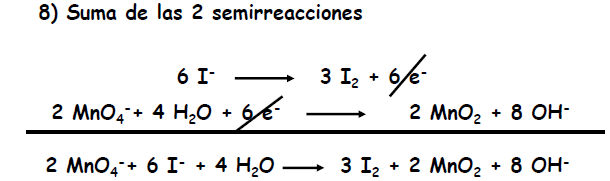 8) Suma de las 2 semirreacciones
6 I⁻ ⟶ 3 I₂ + 6 e⁻
2 MnO₄⁻ + 4 H₂O + 6 e⁻ ⟶ 2 MnO₂ + 8 OH⁻
2 MnO₄⁻ + 6 I⁻ + 4 H₂O ⟶ 3 I₂ + 2 MnO₂ + 8 OH⁻